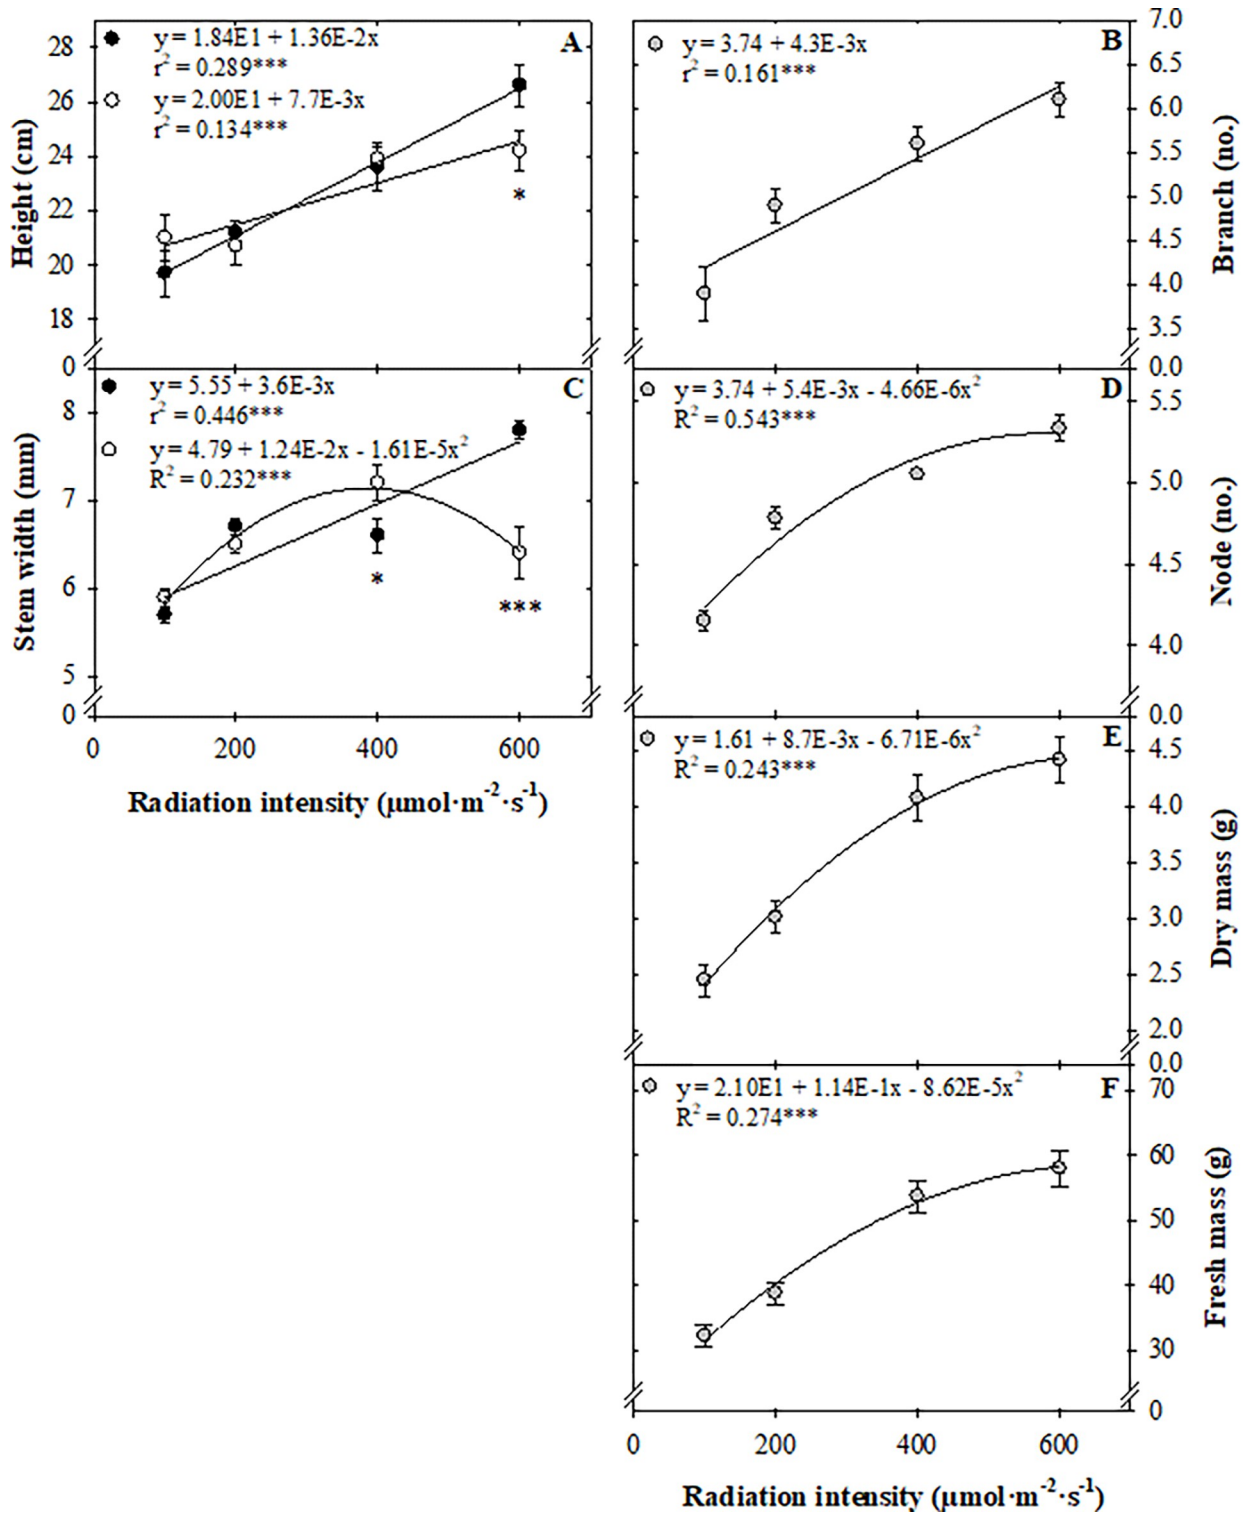 y = 1.84E1 + 1.36E-2x
r² = 0.289***
y = 2.00E1 + 7.7E-3x
r² = 0.134***
A
28
26
24
22
20
18
0
Height (cm)
*
y = 3.74 + 4.3E-3x
r² = 0.161***
B
7.0
6.5
6.0
5.5
5.0
4.5
4.0
3.5
0.0
Branch (no.)
y = 5.55 + 3.6E-3x
r² = 0.446***
y = 4.79 + 1.24E-2x - 1.61E-5x²
R² = 0.232***
C
8
7
6
5
0
Stem width (mm)
*
***
0 200 400 600
Radiation intensity (µmol·m⁻²·s⁻¹)
y = 3.74 + 5.4E-3x - 4.66E-6x²
R² = 0.543***
D
5.5
5.0
4.5
4.0
0.0
Node (no.)
y = 1.61 + 8.7E-3x - 6.71E-6x²
R² = 0.243***
E
4.5
4.0
3.5
3.0
2.5
2.0
0.0
Dry mass (g)
y = 2.10E1 + 1.14E-1x - 8.62E-5x²
R² = 0.274***
F
70
60
50
40
30
0
Fresh mass (g)
0 200 400 600
Radiation intensity (µmol·m⁻²·s⁻¹)